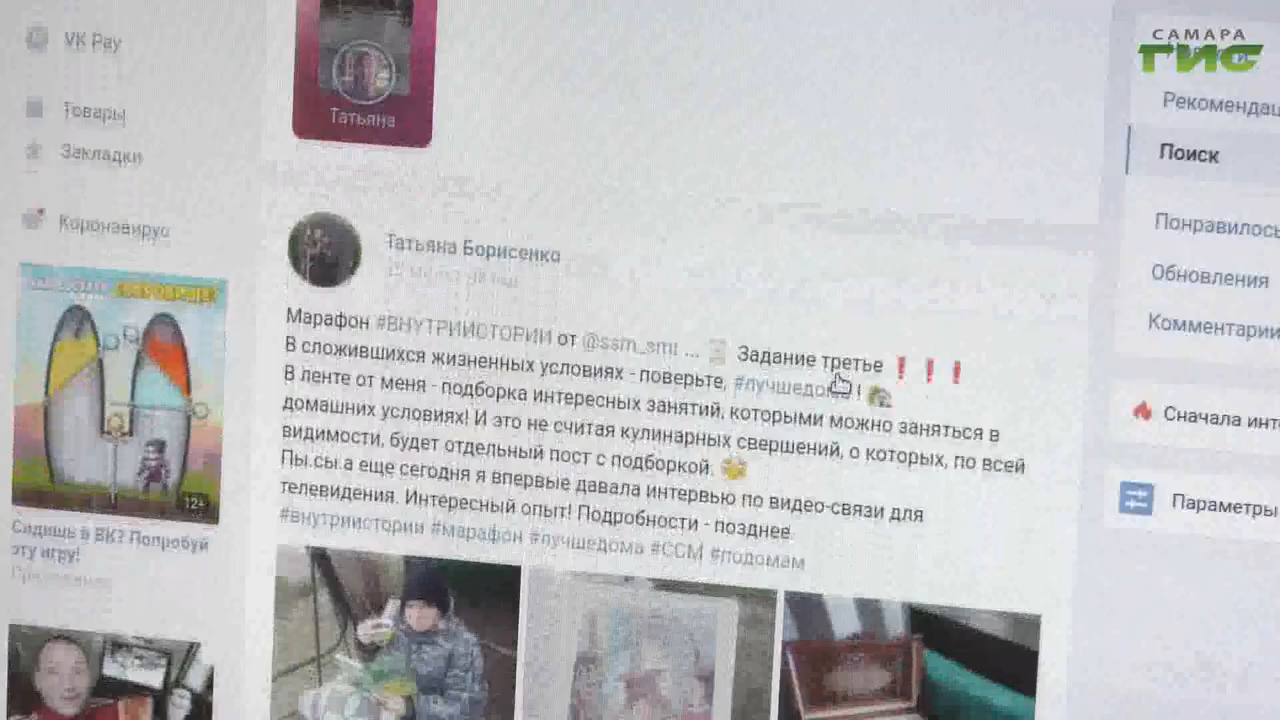 VK Pay
Товары
Закладки
Коронавирус
Сидишь в ВК? Попробуй
эту игру!
12+
Татьяна
Татьяна Борисенко
Марафон #ВНУТРИИСТОРИИ от @ssm_smi ... Задание третье ❗❗❗
В сложившихся жизненных условиях - поверьте, #лучшедома !
В ленте от меня - подборка интересных занятий, которыми можно заняться в
домашних условиях! И это не считая кулинарных свершений, о которых, по всей
видимости, будет отдельный пост с подборкой.
Пы.сы.а еще сегодня я впервые давала интервью по видео-связи для
телевидения. Интересный опыт! Подробности - позднее.
#внутриистории #марафон #лучшедома #ССМ #подомам
САМАРА
ГИС
Рекомендац
Поиск
Понравилось
Обновления
Комментарии
Сначала инте
Параметры